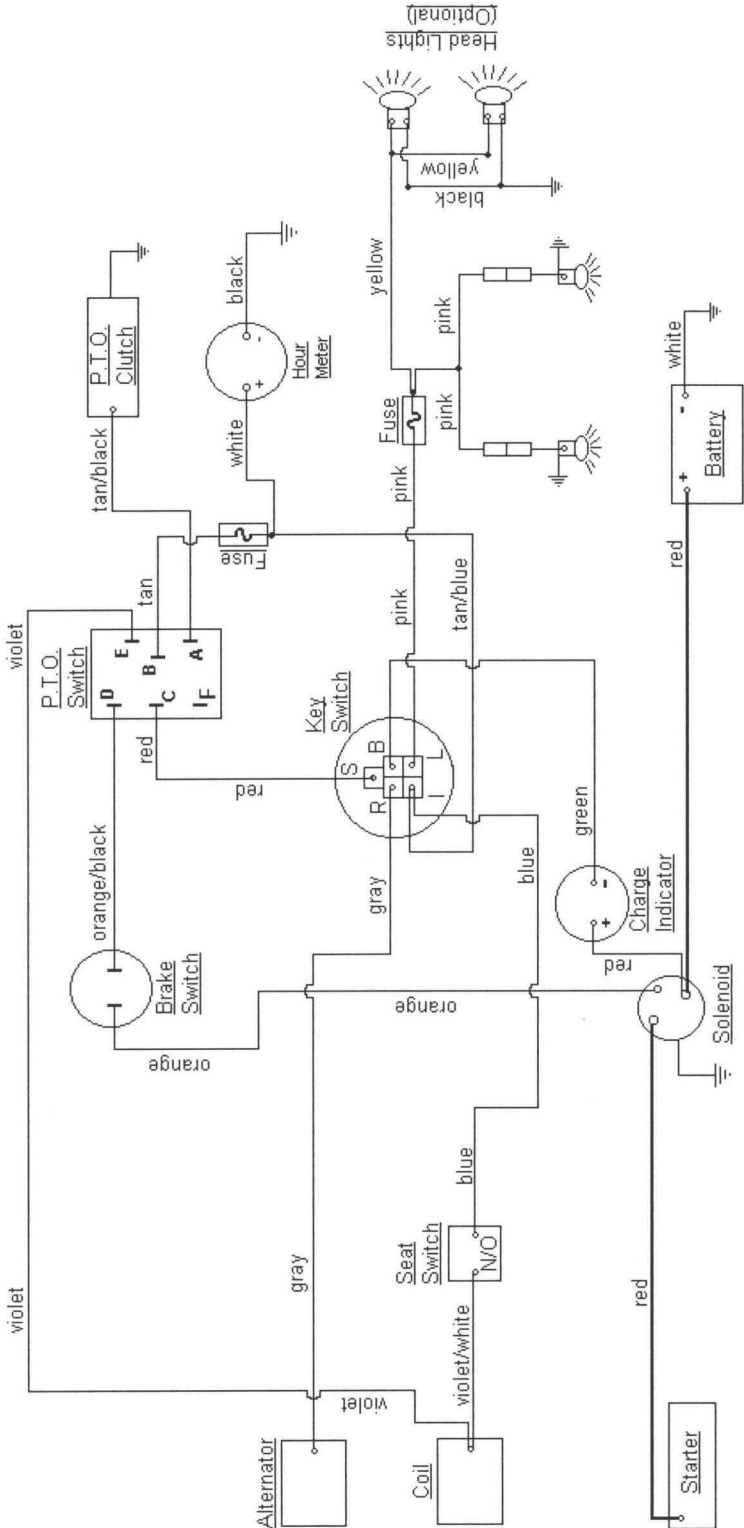 violet
violet
P.T.O.
Switch
D
E
C
B
F
A
orange/black
red
tan
tan/black
P.T.O.
Clutch
Brake
Switch
orange
orange
red
Fuse
white
black
+
-
Hour
Meter
Key
Switch
S
R
B
I
L
gray
gray
Alternator
violet
pink
tan/blue
Fuse
pink
pink
pink
yellow
yellow
black
Head Lights
(Optional)
Coil
violet/white
Seat
Switch
N/O
blue
blue
green
+
-
Charge
Indicator
red
Solenoid
red
red
Starter
+
-
Battery
white